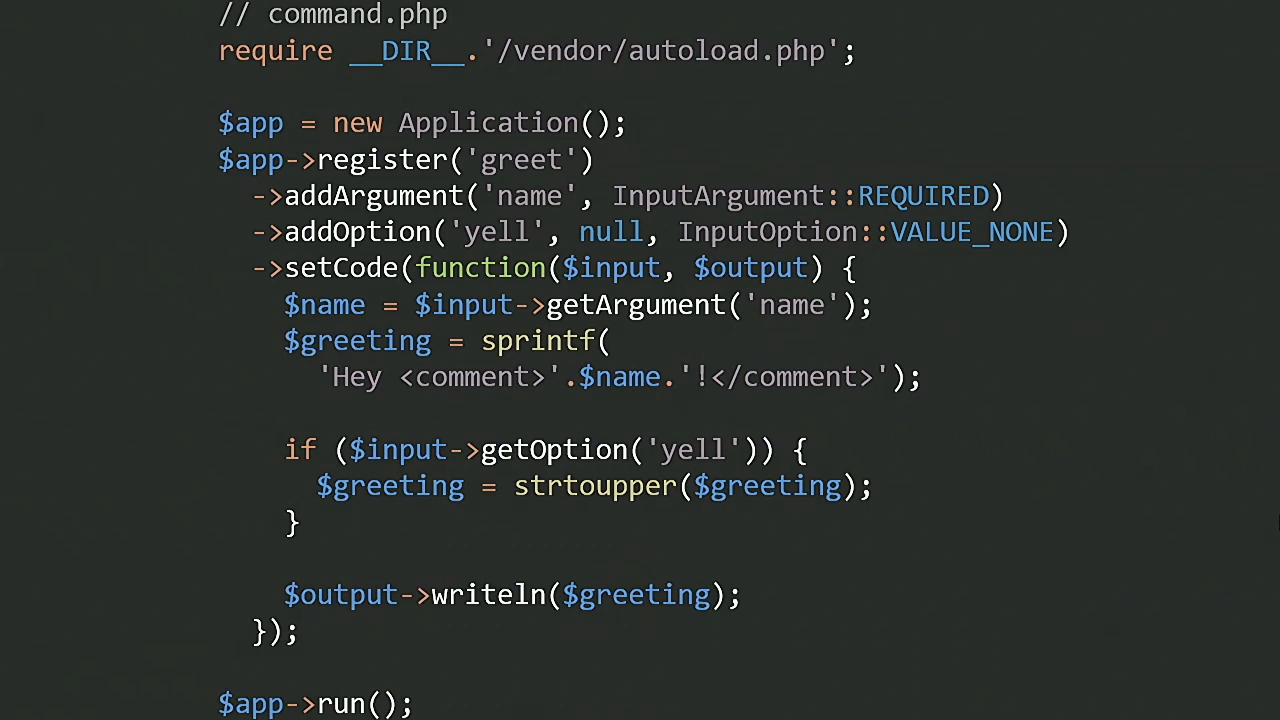 // command.php
require __DIR__.'/vendor/autoload.php';

$app = new Application();
$app->register('greet')
  ->addArgument('name', InputArgument::REQUIRED)
  ->addOption('yell', null, InputOption::VALUE_NONE)
  ->setCode(function($input, $output) {
    $name = $input->getArgument('name');
    $greeting = sprintf(
      'Hey <comment>'.$name.'!</comment>');

    if ($input->getOption('yell')) {
      $greeting = strtoupper($greeting);
    }

    $output->writeln($greeting);
  });

$app->run();